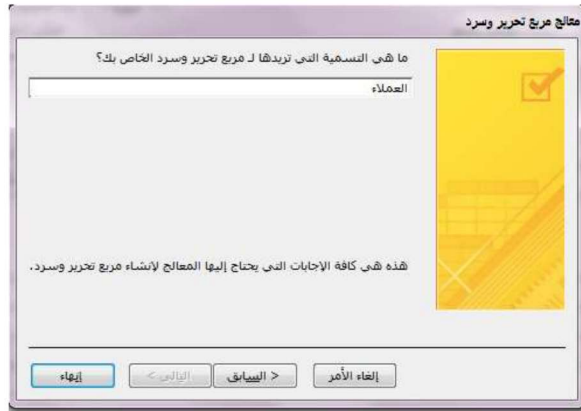 معالج مربع تحرير وسرد
ما هي التسمية التي تريدها لـ مربع تحرير وسرد الخاص بك؟
العملاء
هذه هي كافة الإجابات التي يحتاج إليها المعالج لإنشاء مربع تحرير وسرد.
إلغاء الأمر
< السابق
التالي >
إنهاء